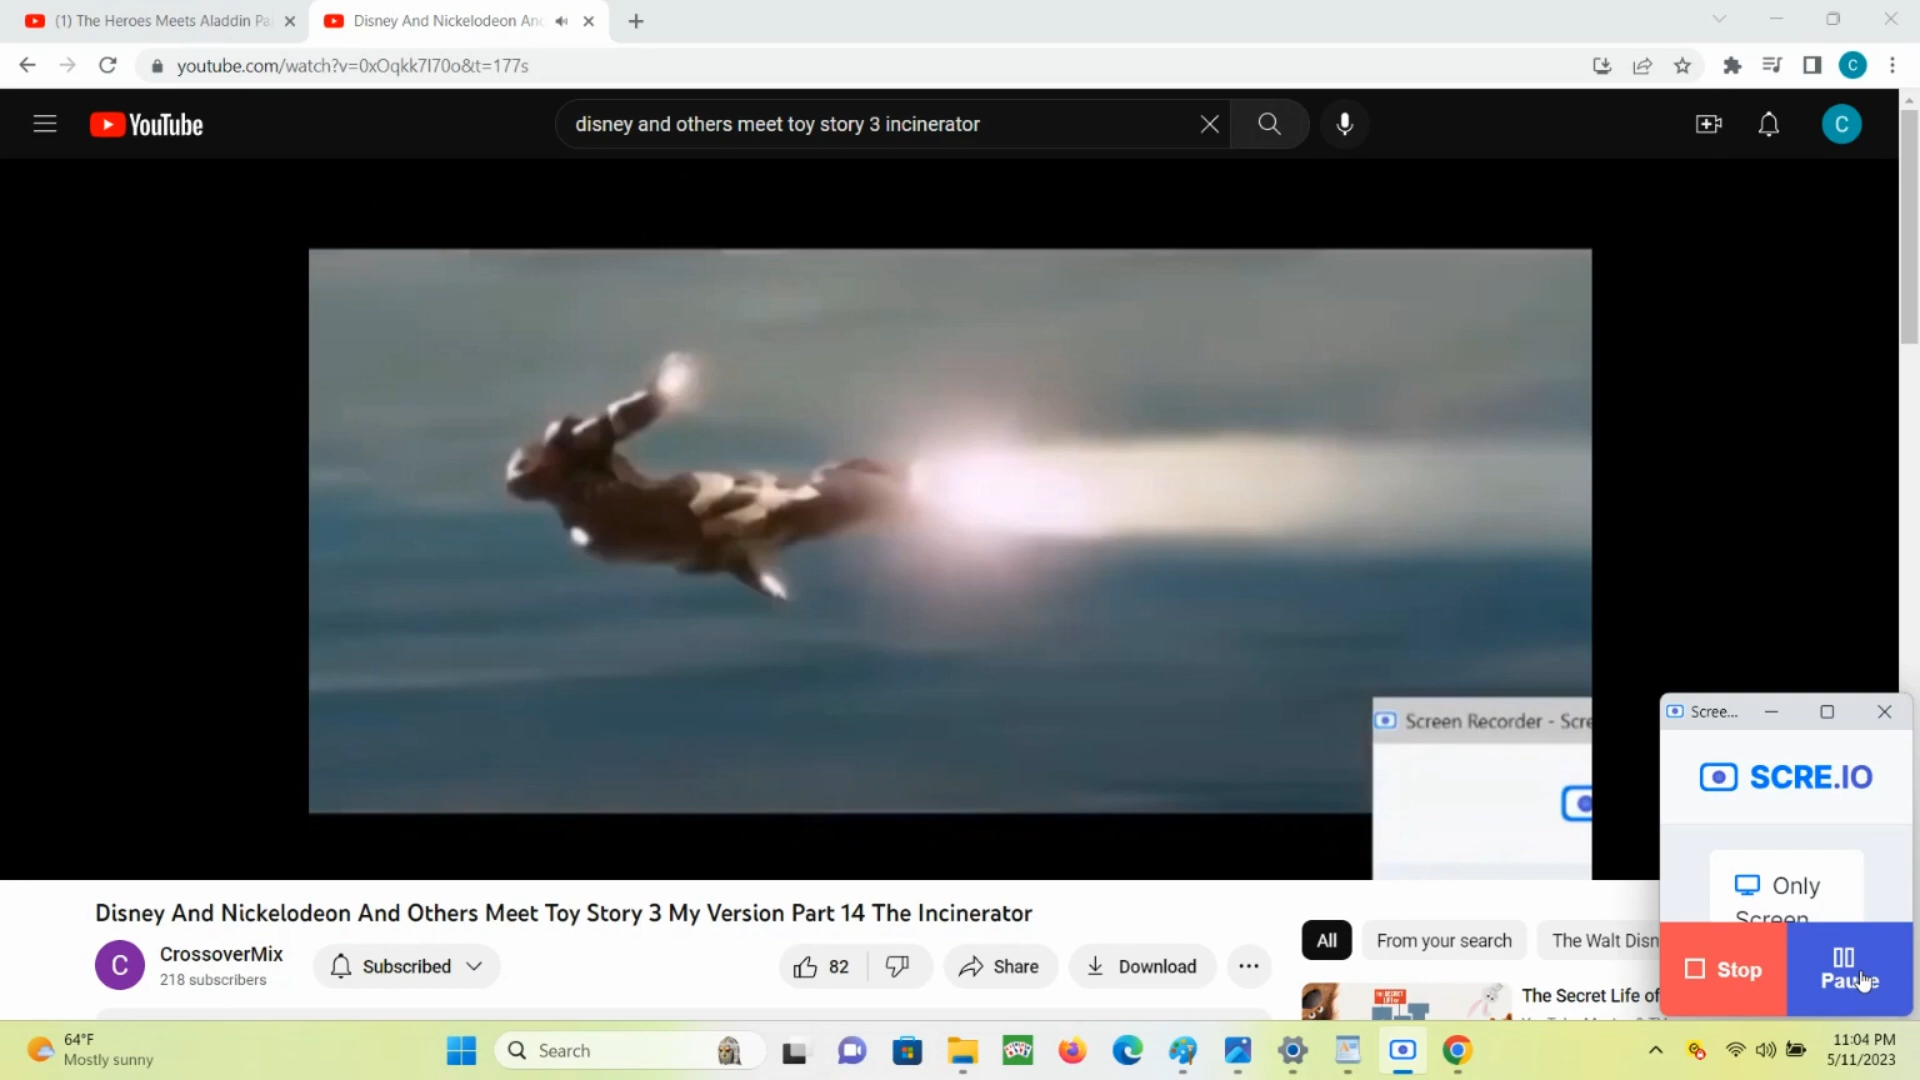 (1) The Heroes Meets Aladdin Pa
Disney And Nickelodeon And
youtube.com/watch?v=0xOqkk7I70o&t=177s
C
YouTube
disney and others meet toy story 3 incinerator
C
Screen Recorder - Scre
Scree...
SCRE.IO
Only
Screen
Stop
Pause
Disney And Nickelodeon And Others Meet Toy Story 3 My Version Part 14 The Incinerator
C
CrossoverMix
218 subscribers
Subscribed
82
Share
Download
All
From your search
The Walt Disn
The Secret Life of
64°F
Mostly sunny
Search
11:04 PM
5/11/2023